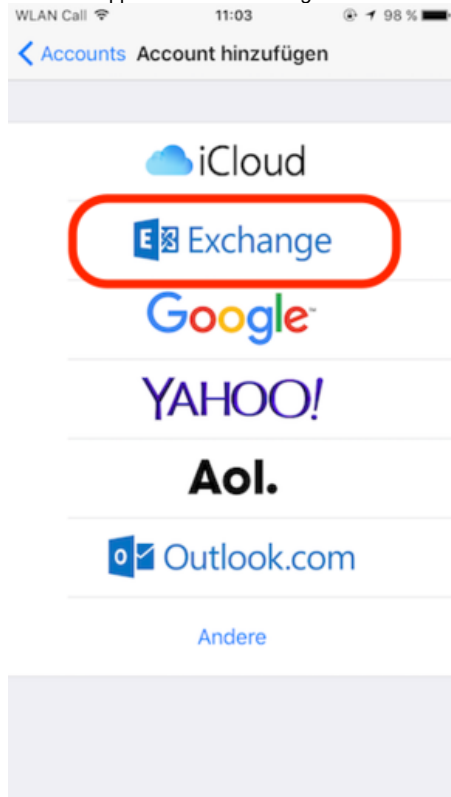 WLAN Call 11:03 98 %
Accounts Account hinzufügen
iCloud
E Exchange
Google
YAHOO!
Aol.
o Outlook.com
Andere